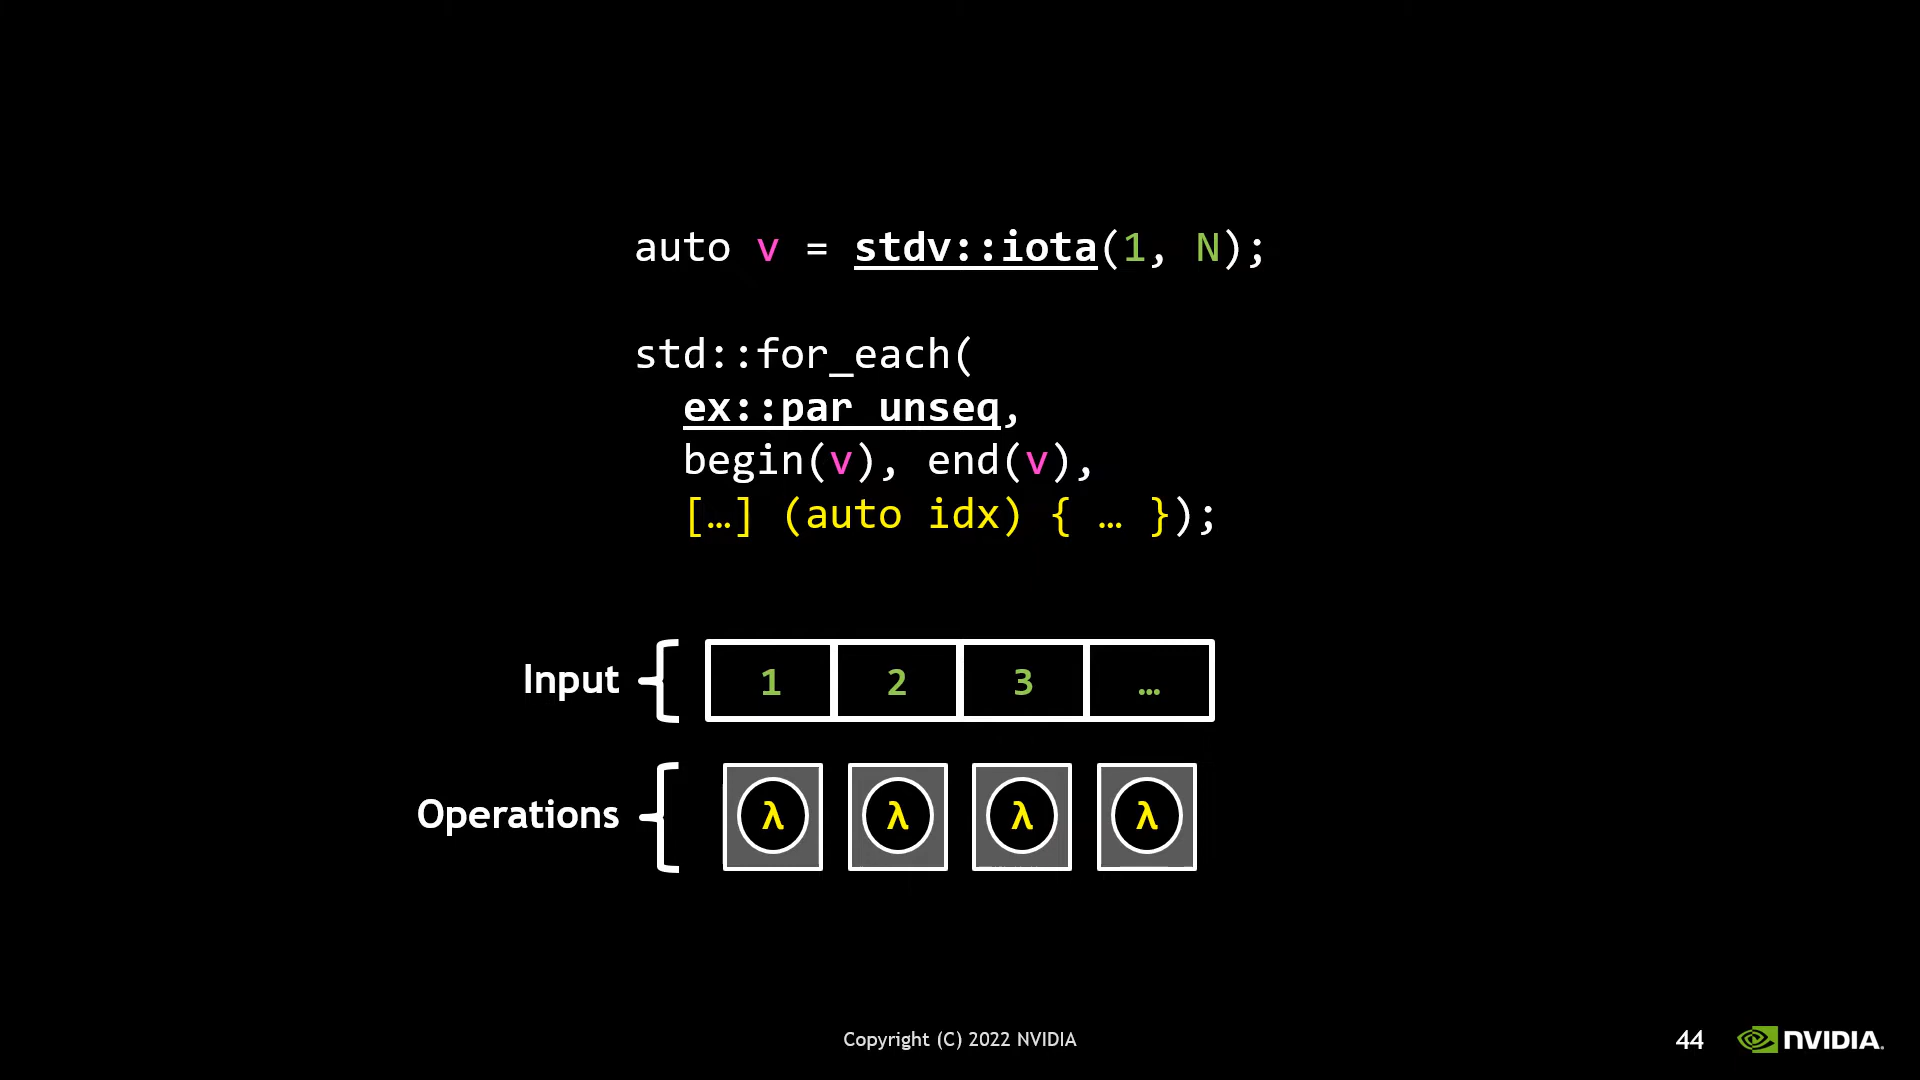 auto v = stdv::iota(1, N);
std::for_each(
ex::par_unseq,
begin(v), end(v),
[…] (auto idx) { … });
Input
1 2 3 …
Operations
λ λ λ λ
Copyright (C) 2022 NVIDIA
44
NVIDIA.